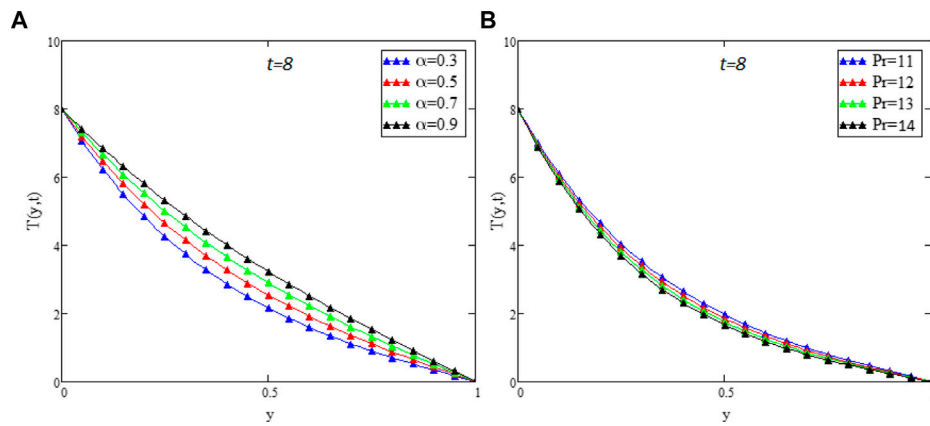 A
B
10
t=8
α=0.3
α=0.5
α=0.7
α=0.9
8
6
T(y,t)
4
2
0
0
0.5
1
y
10
t=8
Pr=11
Pr=12
Pr=13
Pr=14
8
6
T(y,t)
4
2
0
0
0.5
y